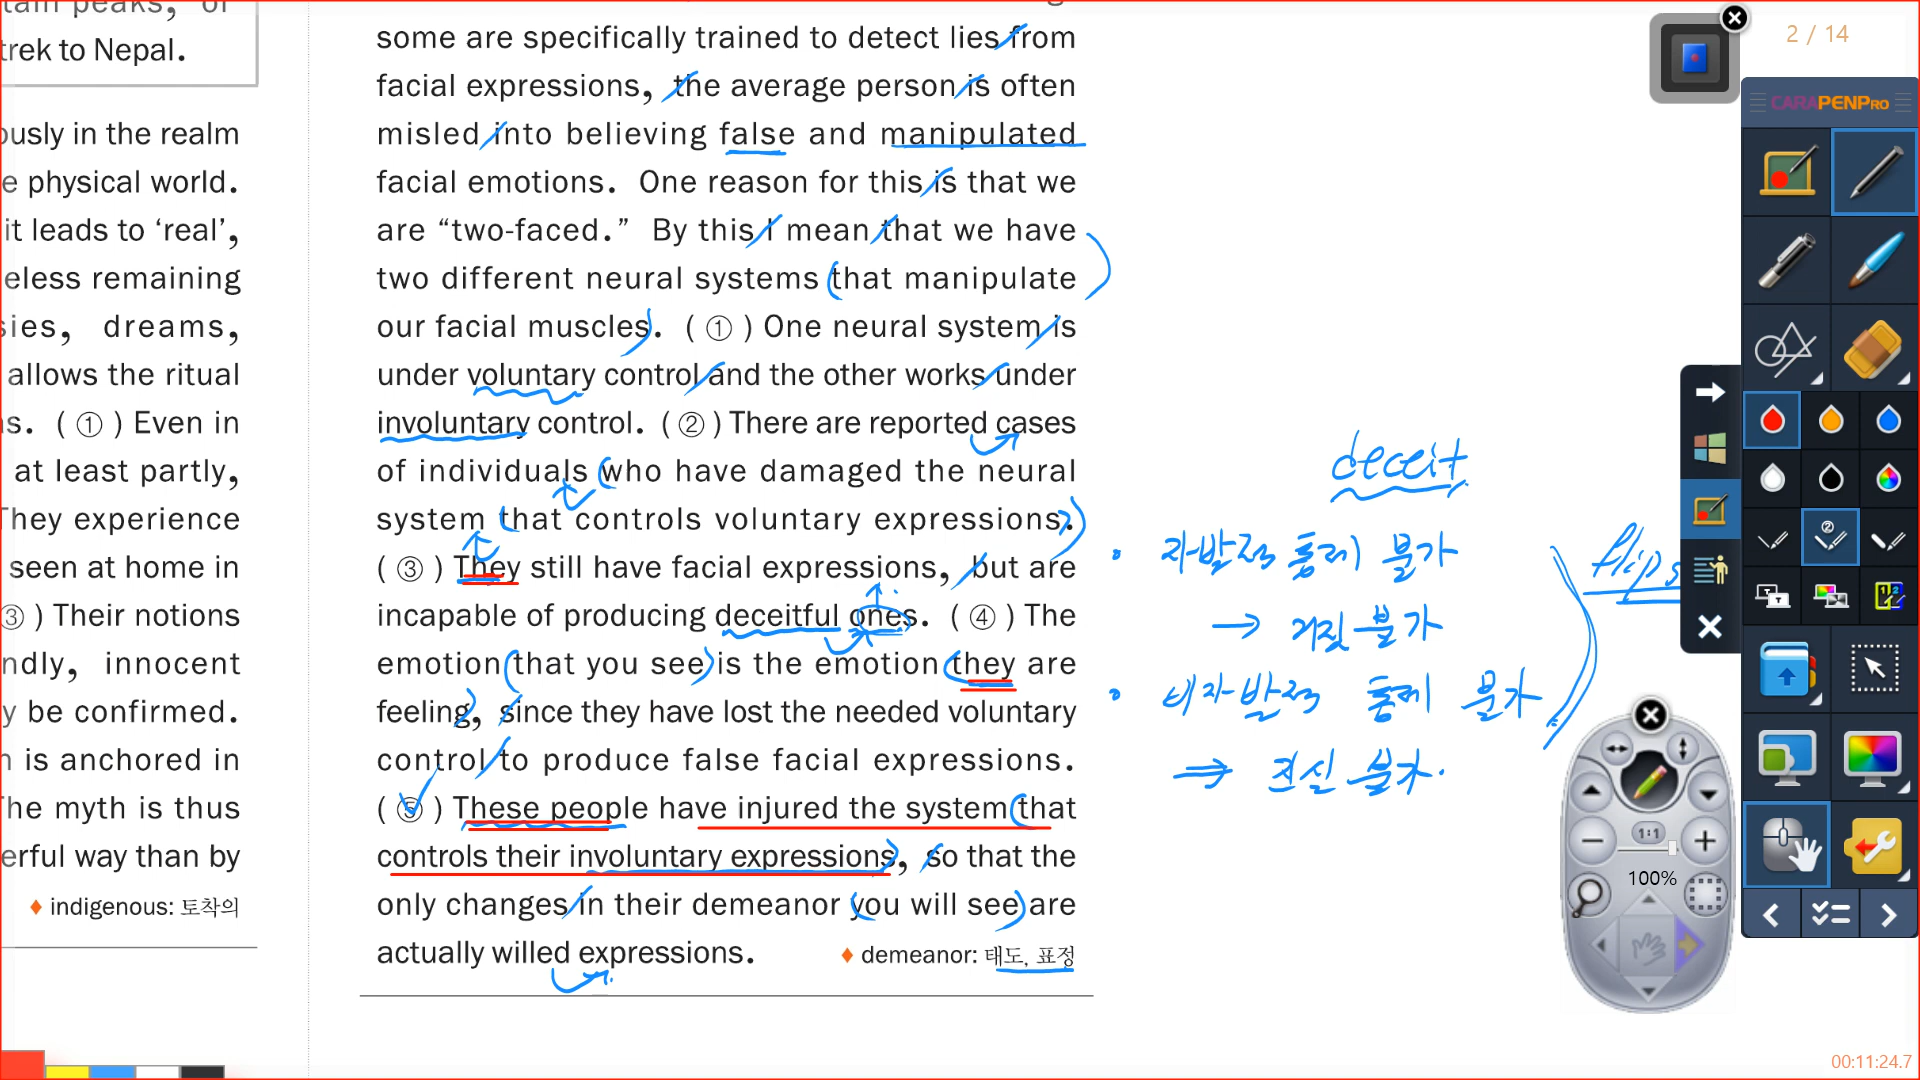 trek to Nepal.
ously in the realm
e physical world.
it leads to ‘real’,
eless remaining
sies, dreams,
allows the ritual
s. ( ① ) Even in
at least partly,
They experience
seen at home in
③ ) Their notions
ndly, innocent
y be confirmed.
n is anchored in
The myth is thus
erful way than by
♦ indigenous: 토착의
some are specifically trained to detect lies from
facial expressions, the average person is often
misled into believing false and manipulated
facial emotions. One reason for this is that we
are “two-faced.” By this I mean that we have
two different neural systems that manipulate
our facial muscles. ( ① ) One neural system is
under voluntary control and the other works under
involuntary control. ( ② ) There are reported cases
of individuals who have damaged the neural
system that controls voluntary expressions.
( ③ ) They still have facial expressions, but are
incapable of producing deceitful ones. ( ④ ) The
emotion that you see is the emotion they are
feeling, since they have lost the needed voluntary
control to produce false facial expressions.
( ⑤ ) These people have injured the system that
controls their involuntary expressions, so that the
only changes in their demeanor you will see are
actually willed expressions.
♦ demeanor: 태도, 표정
deceit
• 자발적 통제 불가
→ 거짓 불가
• 비자발적 통제 불가
⇒ 진실 불가.
flips
2 / 14
CARAPENPRO
1:1
100%
00:11:24.7